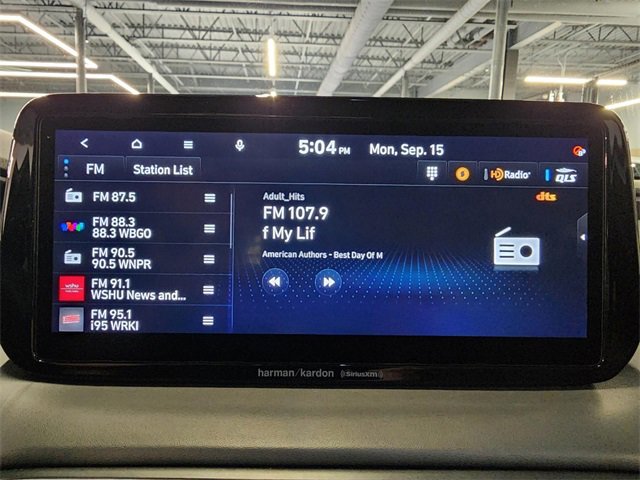 5:04 PM Mon, Sep. 15
FM Station List HD Radio QLS
dts
FM 87.5
FM 88.3
88.3 WBGO
FM 90.5
90.5 WNPR
wshu
FM 91.1
WSHU News and...
FM 95.1
i95 WRKI
Adult_Hits
FM 107.9
f My Lif
American Authors - Best Day Of M
harman/kardon ((SiriusXM))